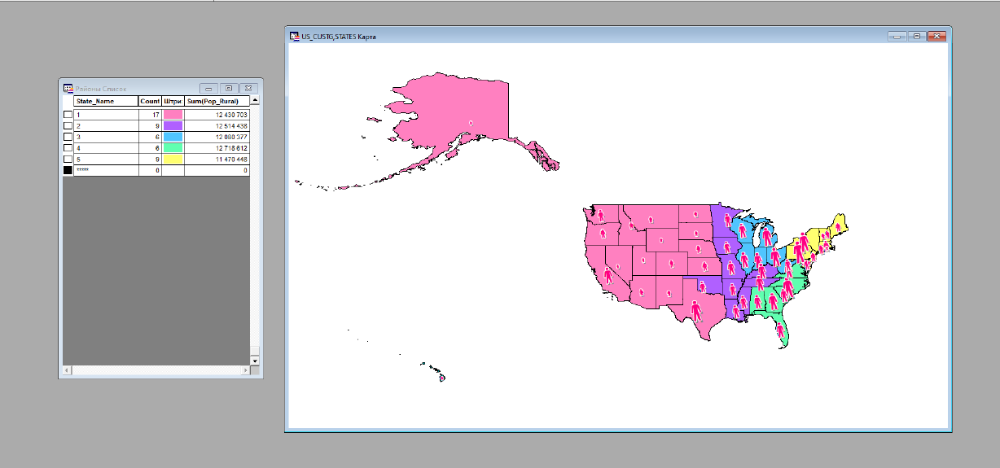 US_CUSTG,STATES Карта
Районы Список
State_Name Count Штри: Sum(Pop_Rural)
1 17 12 430 703
2 9 12 514 438
3 6 12 080 377
4 6 12 718 612
5 9 11 470 448
***** 0 0